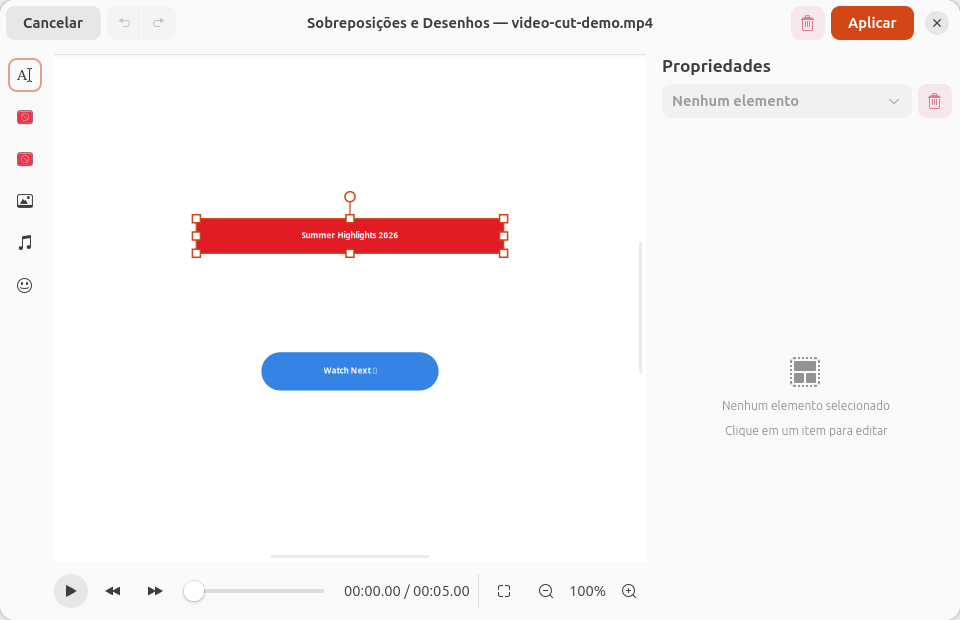 Cancelar
Sobreposições e Desenhos — video-cut-demo.mp4
Aplicar
Propriedades
Nenhum elemento
Summer Highlights 2026
Watch Next
Nenhum elemento selecionado
Clique em um item para editar
00:00.00 / 00:05.00
100%